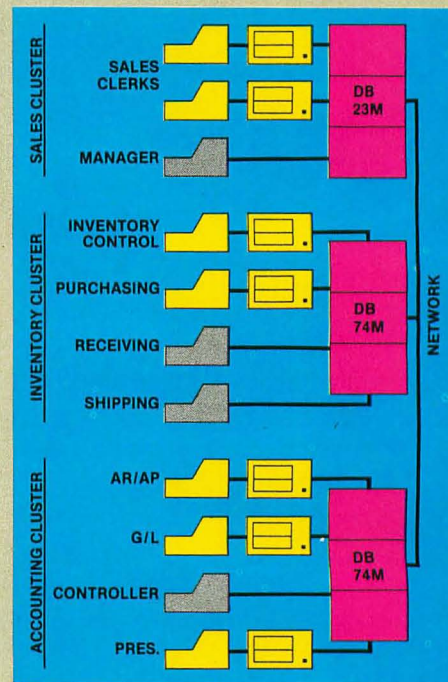 SALES CLUSTER
SALES
CLERKS
MANAGER
DB
23M
INVENTORY CLUSTER
INVENTORY
CONTROL
PURCHASING
RECEIVING
SHIPPING
DB
74M
NETWORK
ACCOUNTING CLUSTER
AR/AP
G/L
CONTROLLER
PRES.
DB
74M